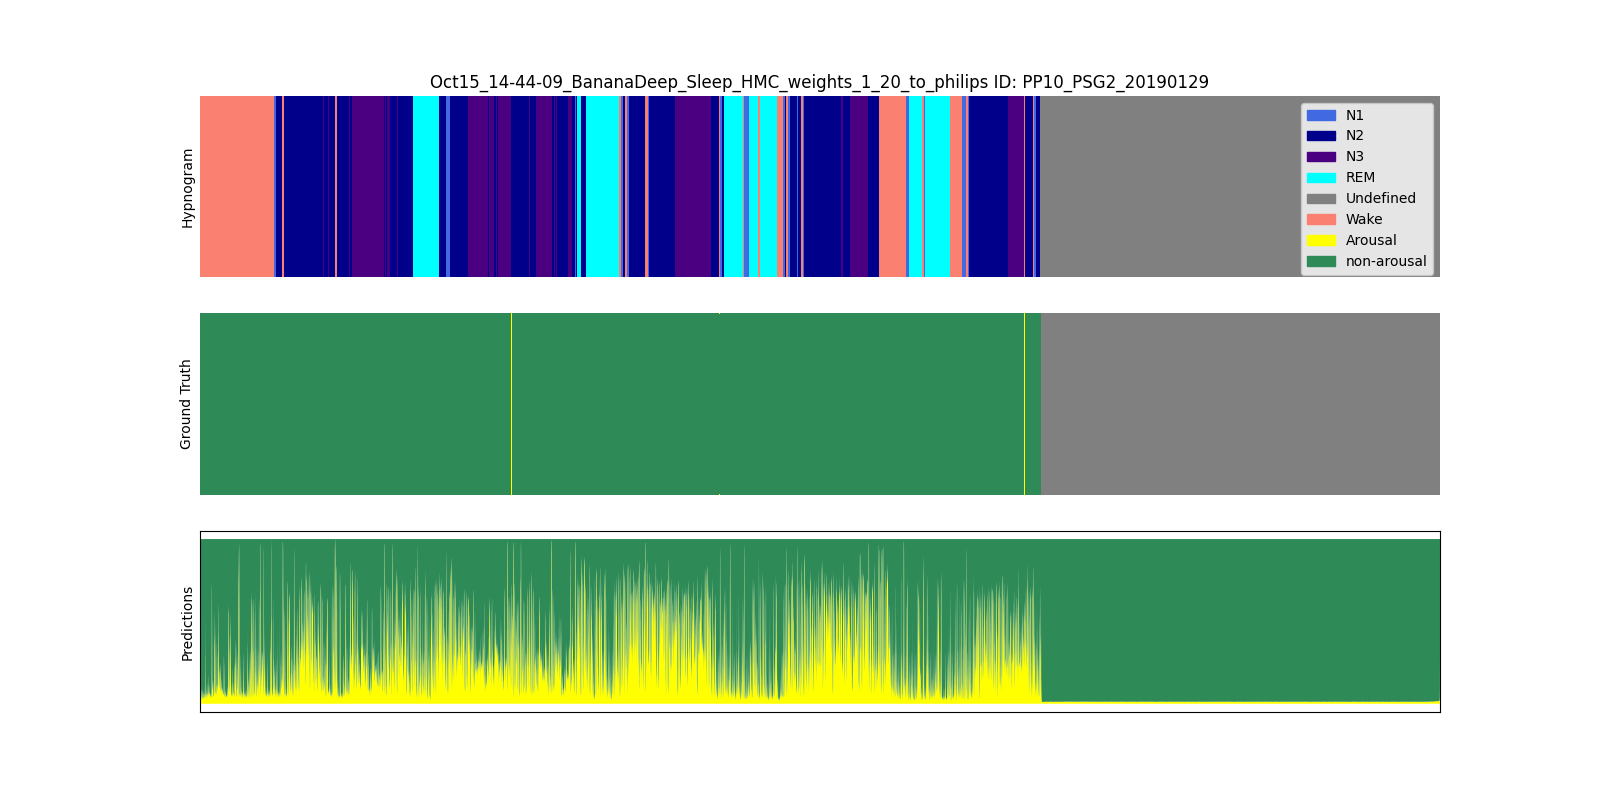 Oct15_14-44-09_BananaDeep_Sleep_HMC_weights_1_20_to_philips ID: PP10_PSG2_20190129
Hypnogram
N1
N2
N3
REM
Undefined
Wake
Arousal
non-arousal
Ground Truth
Predictions